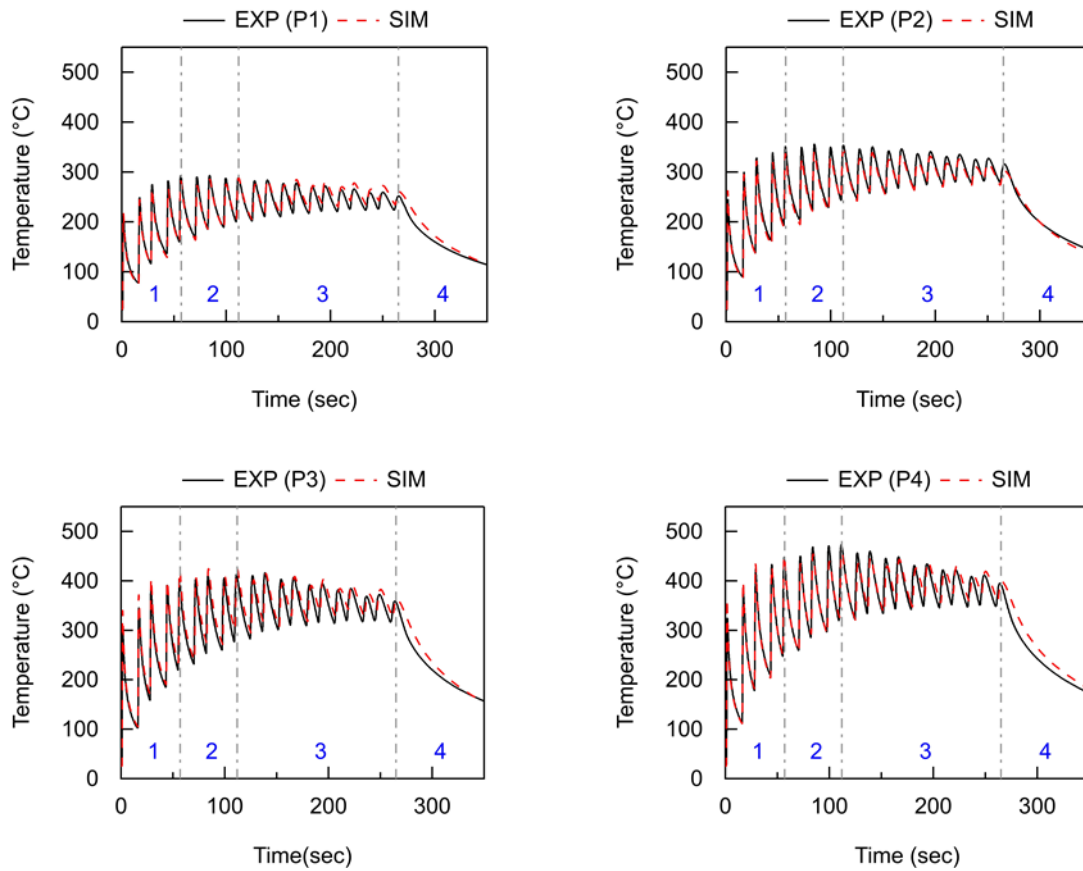 EXP (P1) SIM
Temperature (°C)
500
400
300
200
100
0
1 2 3 4
0 100 200 300
Time (sec)
EXP (P2) SIM
Temperature (°C)
500
400
300
200
100
0
1 2 3 4
0 100 200 300
Time (sec)
EXP (P3) SIM
Temperature (°C)
500
400
300
200
100
0
1 2 3 4
0 100 200 300
Time(sec)
EXP (P4) SIM
Temperature (°C)
500
400
300
200
100
0
1 2 3 4
0 100 200 300
Time (sec)